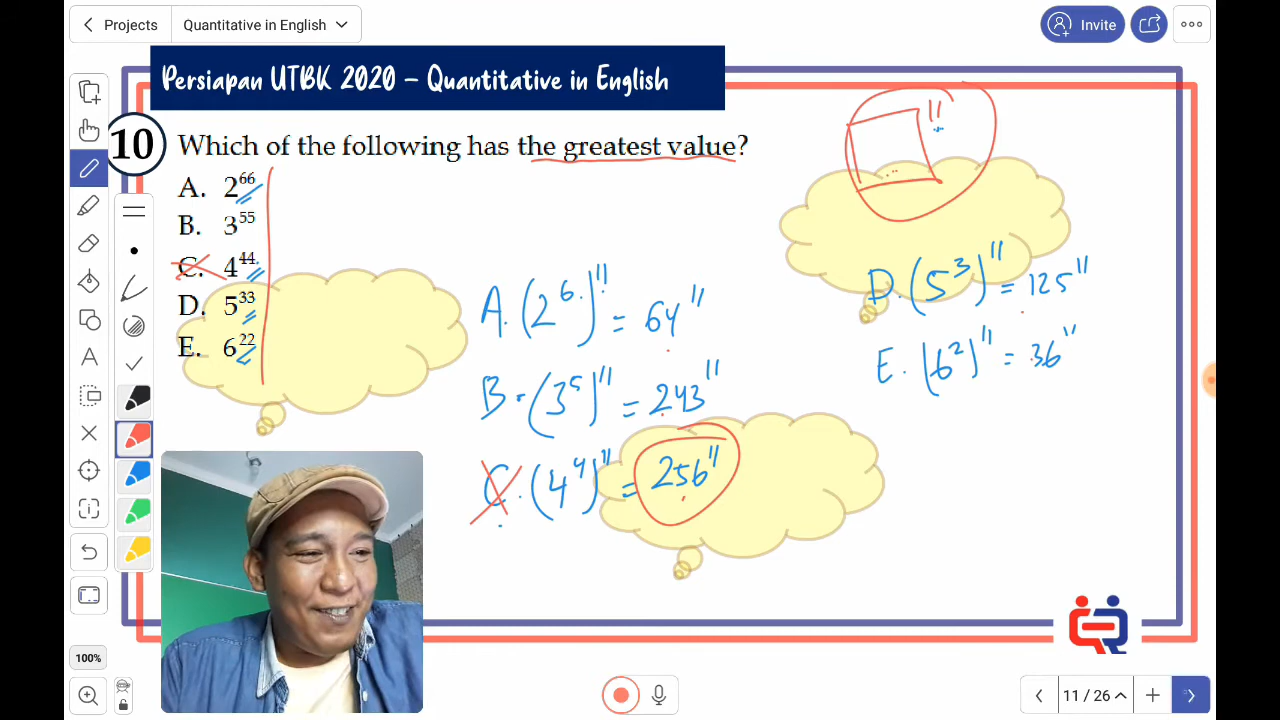 Projects
Quantitative in English
Invite
Persiapan UTBK 2020 – Quantitative in English
10
Which of the following has the greatest value?
A. 2^66
B. 3^55
C. 4^44
D. 5^33
E. 6^22
11
A. (2^6)^11 = 64^11
B. (3^5)^11 = 243^11
C. (4^4)^11 = 256^11
D. (5^3)^11 = 125^11
E. (6^2)^11 = 36^11
100%
11 / 26